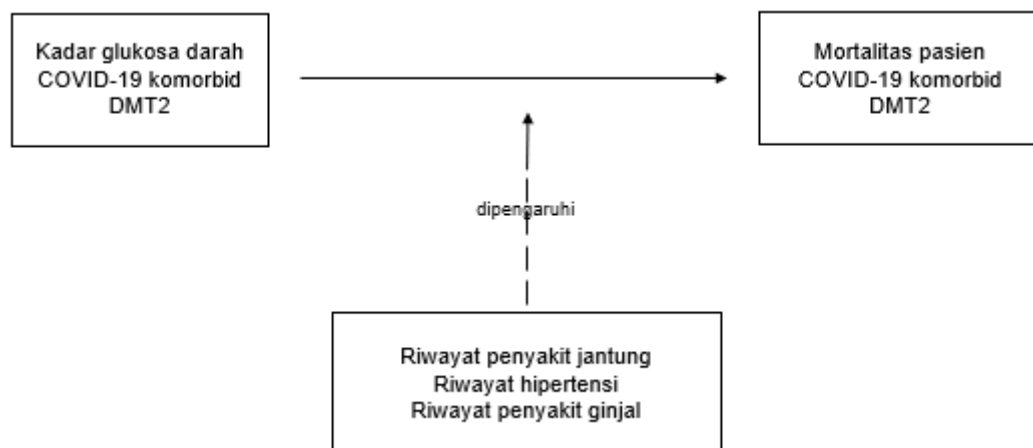 Kadar glukosa darah
COVID-19 komorbid
DMT2
Mortalitas pasien
COVID-19 komorbid
DMT2
dipengaruhi
Riwayat penyakit jantung
Riwayat hipertensi
Riwayat penyakit ginjal